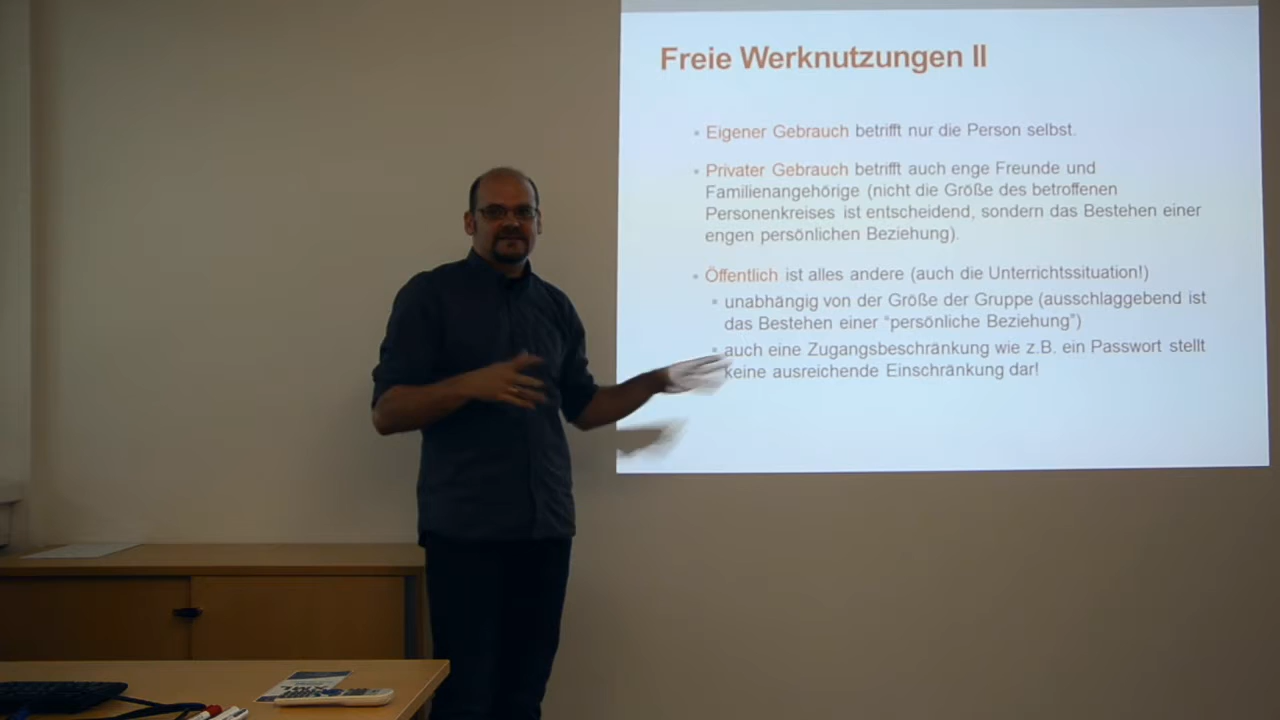 Freie Werknutzungen II
Eigener Gebrauch betrifft nur die Person selbst.
Privater Gebrauch betrifft auch enge Freunde und
Familienangehörige (nicht die Größe des betroffenen
Personenkreises ist entscheidend, sondern das Bestehen einer
engen persönlichen Beziehung).
Öffentlich ist alles andere (auch die Unterrichtssituation!)
unabhängig von der Größe der Gruppe (ausschlaggebend ist
das Bestehen einer “persönliche Beziehung”)
auch eine Zugangsbeschränkung wie z.B. ein Passwort stellt
keine ausreichende Einschränkung dar!